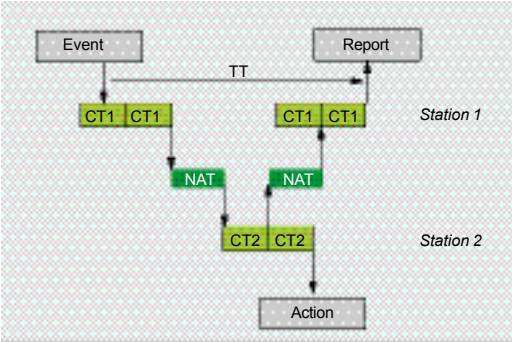 Event
Report
TT
CT1 CT1
CT1 CT1
Station 1
NAT
NAT
CT2 CT2
Station 2
Action